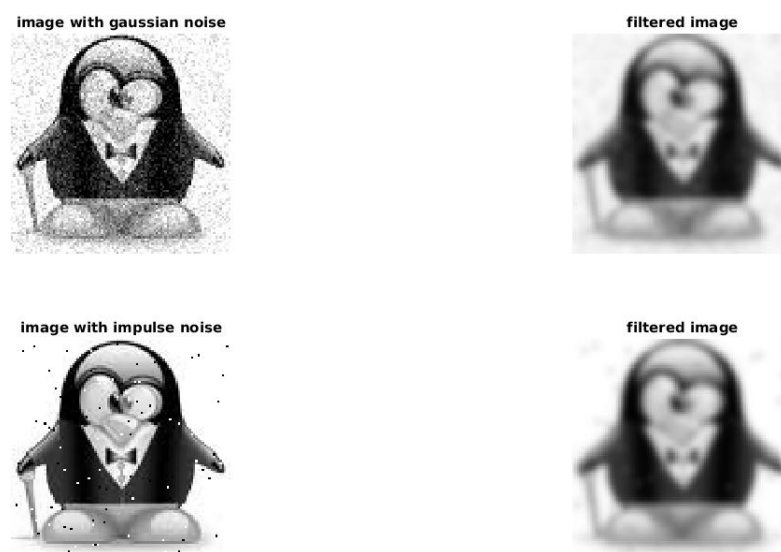 image with gaussian noise
filtered image
image with impulse noise
filtered image